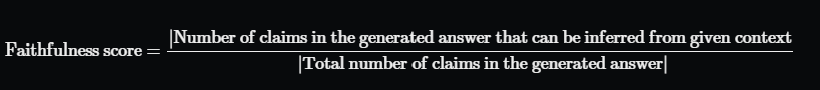 |Number of claims in the generated answer that can be inferred from given context
Faithfulness score =
|Total number of claims in the generated answer|